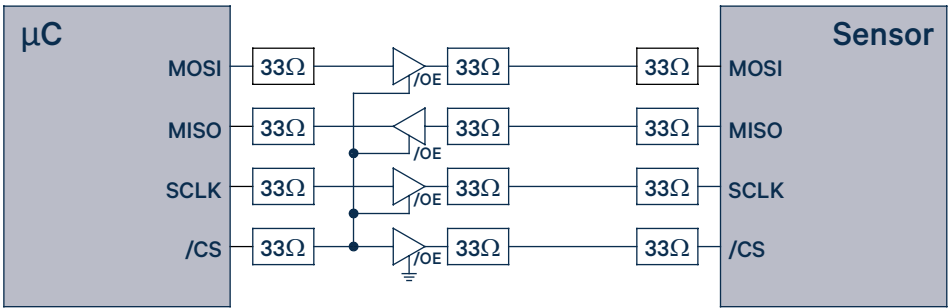 μC Sensor
MOSI 33Ω /OE 33Ω 33Ω MOSI
MISO 33Ω /OE 33Ω 33Ω MISO
SCLK 33Ω /OE 33Ω 33Ω SCLK
/CS 33Ω /OE 33Ω 33Ω /CS